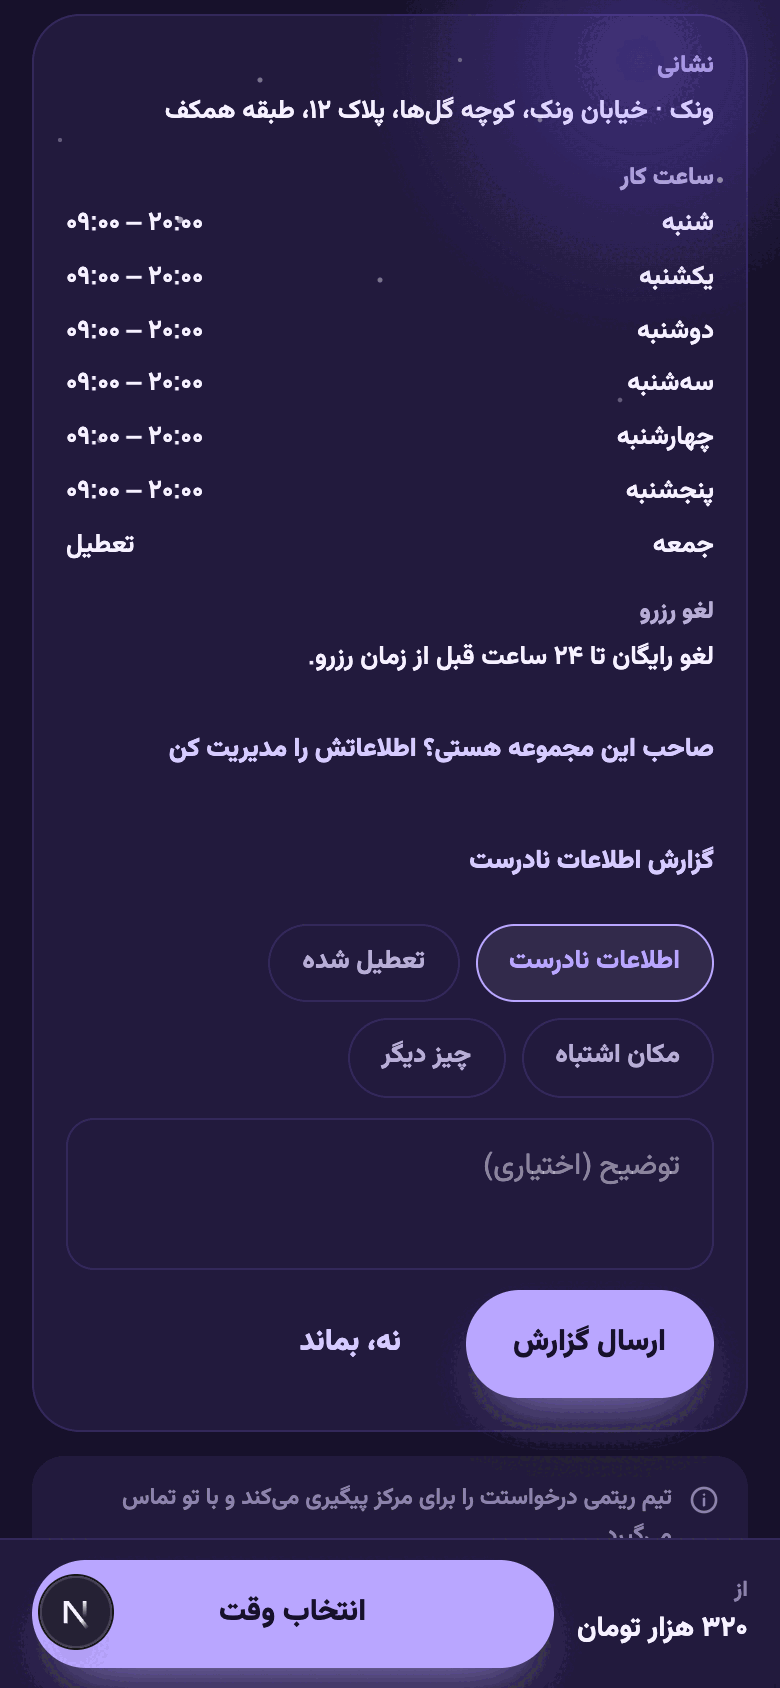 نشانی
ونک · خیابان ونک، کوچه گل‌ها، پلاک ۱۲، طبقه همکف
ساعت کار
شنبه ۰۹:۰۰ – ۲۰:۰۰
یکشنبه ۰۹:۰۰ – ۲۰:۰۰
دوشنبه ۰۹:۰۰ – ۲۰:۰۰
سه‌شنبه ۰۹:۰۰ – ۲۰:۰۰
چهارشنبه ۰۹:۰۰ – ۲۰:۰۰
پنجشنبه ۰۹:۰۰ – ۲۰:۰۰
جمعه تعطیل
لغو رزرو
لغو رایگان تا ۲۴ ساعت قبل از زمان رزرو.
صاحب این مجموعه هستی؟ اطلاعاتش را مدیریت کن
گزارش اطلاعات نادرست
اطلاعات نادرست تعطیل شده
مکان اشتباه چیز دیگر
توضیح (اختیاری)
ارسال گزارش نه، بماند
تیم ریتمی درخواستت را برای مرکز پیگیری می‌کند و با تو تماس
می‌گیرد
از
۳۲۰ هزار تومان
انتخاب وقت
N